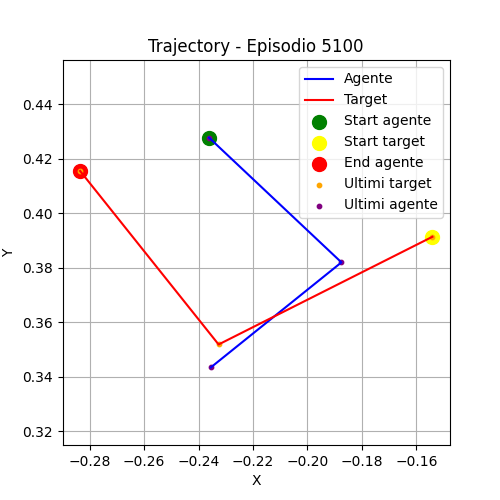 Trajectory - Episodio 5100
Agente
Target
Start agente
Start target
End agente
Ultimi target
Ultimi agente
Y
0.44
0.42
0.40
0.38
0.36
0.34
0.32
−0.28 −0.26 −0.24 −0.22 −0.20 −0.18 −0.16
X